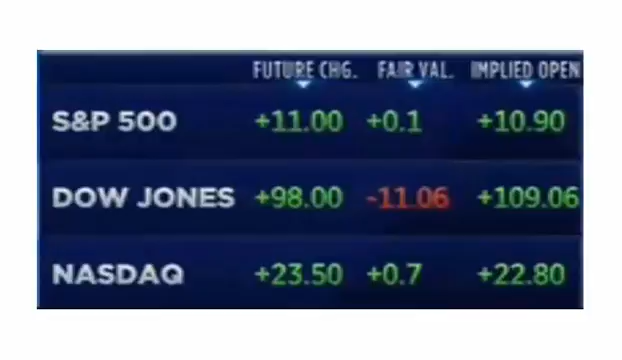 FUTURE CHG. FAIR VAL. IMPLIED OPEN
S&P 500 +11.00 +0.1 +10.90
DOW JONES +98.00 -11.06 +109.06
NASDAQ +23.50 +0.7 +22.80